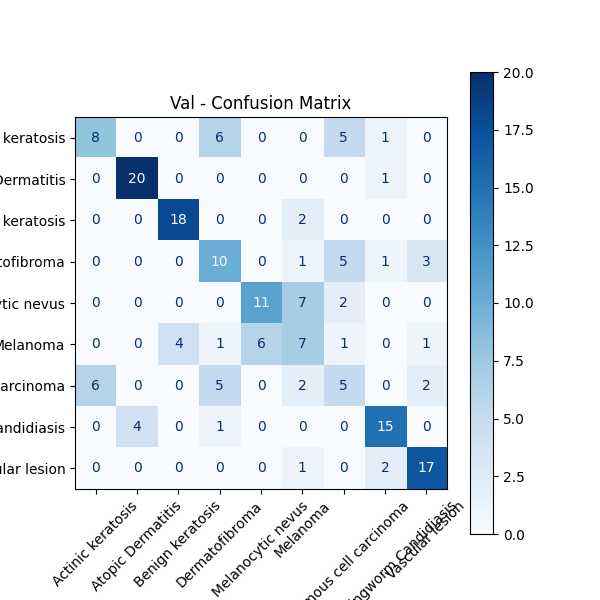 Val - Confusion Matrix
keratosis 8 0 0 6 0 0 5 1 0
Dermatitis 0 20 0 0 0 0 0 1 0
keratosis 0 0 18 0 0 2 0 0 0
tofibroma 0 0 0 10 0 1 5 1 3
ytic nevus 0 0 0 0 11 7 2 0 0
Melanoma 0 0 4 1 6 7 1 0 1
arcinoma 6 0 0 5 0 2 5 0 2
andidiasis 0 4 0 1 0 0 0 15 0
ular lesion 0 0 0 0 0 1 0 2 17
Actinic keratosis
Atopic Dermatitis
Benign keratosis
Dermatofibroma
Melanocytic nevus
Melanoma
mous cell carcinoma
ngworm Candidiasis
Vascular lesion
20.0
17.5
15.0
12.5
10.0
7.5
5.0
2.5
0.0